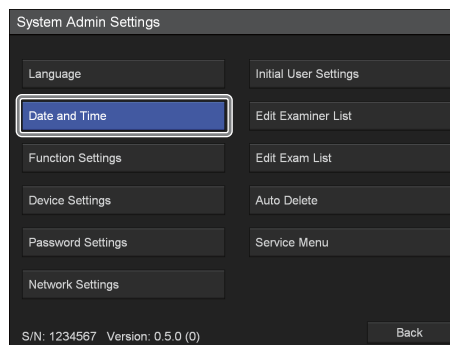 System Admin Settings
Language
Initial User Settings
Date and Time
Edit Examiner List
Function Settings
Edit Exam List
Device Settings
Auto Delete
Password Settings
Service Menu
Network Settings
S/N: 1234567 Version: 0.5.0 (0)
Back